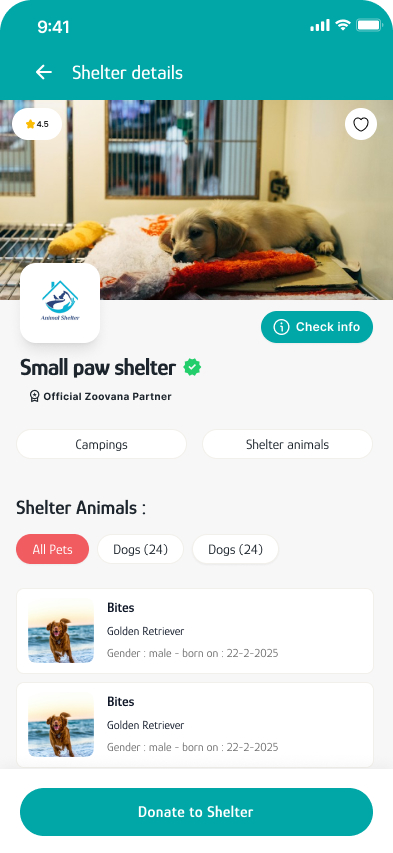 9:41
Shelter details
4.5
Animal Shelter
Check info
Small paw shelter
Official Zoovana Partner
Campings
Shelter animals
Shelter Animals :
All Pets
Dogs (24)
Dogs (24)
Bites
Golden Retriever
Gender : male - born on : 22-2-2025
Bites
Golden Retriever
Gender : male - born on : 22-2-2025
Donate to Shelter